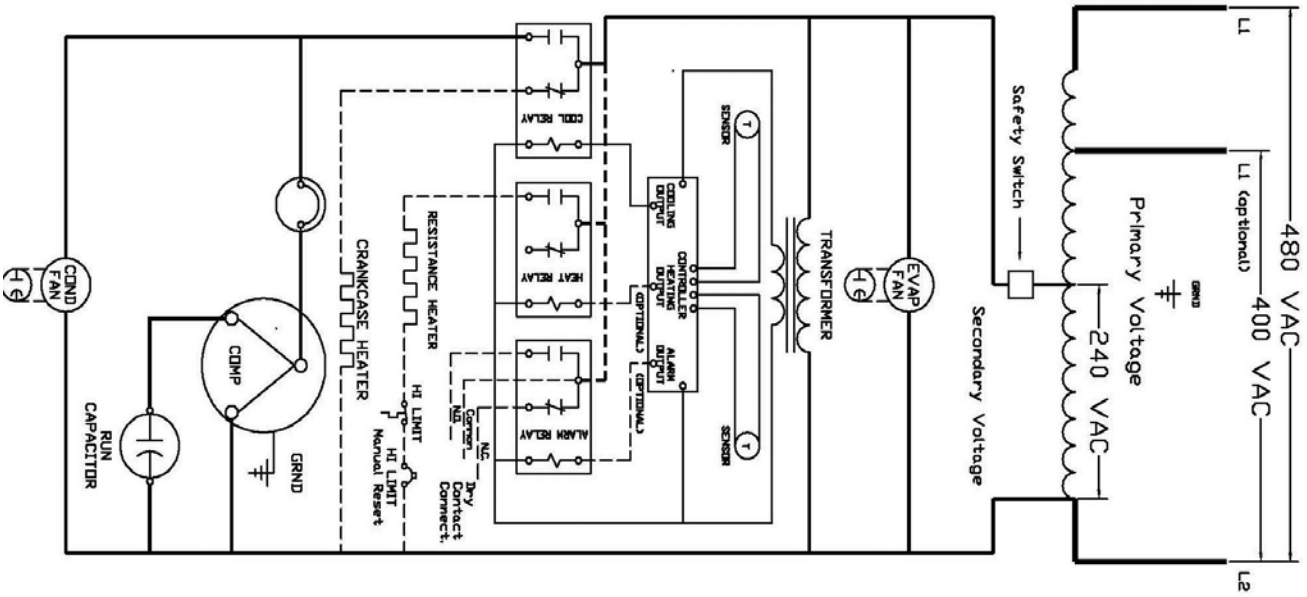 480 VAC
400 VAC
L1
L1 (optional)
L2
GRND
Primary Voltage
240 VAC
Safety Switch
Secondary Voltage
EVAP
FAN
TRANSFORMER
SENSOR
T
SENSOR
T
CONTROLLER
COOLING
OUTPUT
HEATING
OUTPUT
ALARM
OUTPUT
(OPTIONAL)
(OPTIONAL)
COOL RELAY
HEAT RELAY
ALARM RELAY
N.C.
Common
N.O.
Dry
Contact
Connect.
RESISTANCE HEATER
HI LIMIT
HI LIMIT
Manual Reset
CRANKCASE HEATER
GRND
COMP
RUN
CAPACITOR
COND
FAN